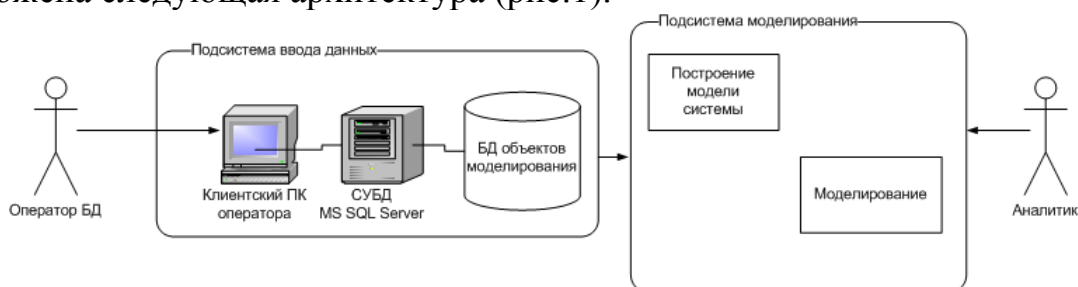 следующая архитектура (рис.1):
Подсистема моделирования
Подсистема ввода данных
Построение
модели
системы
БД объектов
моделирования
Клиентский ПК
оператора
СУБД
MS SQL Server
Моделирование
Оператор БД
Аналитик